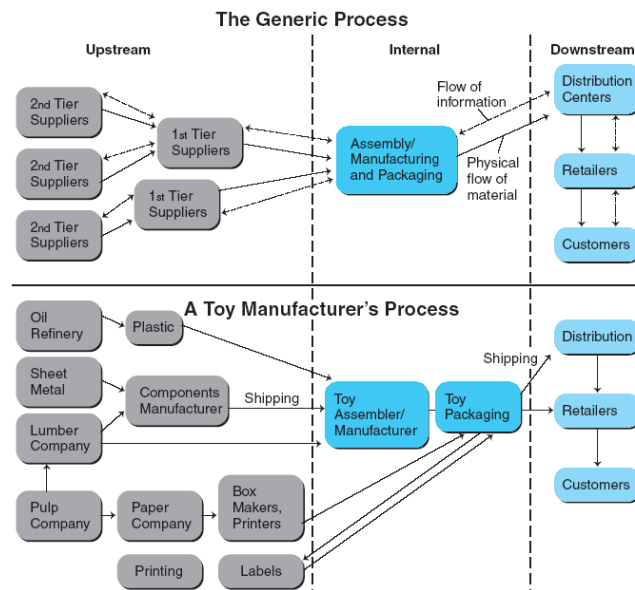 The Generic Process
Upstream
Internal
Downstream
2nd Tier
Suppliers
2nd Tier
Suppliers
2nd Tier
Suppliers
1st Tier
Suppliers
1st Tier
Suppliers
Assembly/
Manufacturing
and Packaging
Flow of
information
Physical
flow of
material
Distribution
Centers
Retailers
Customers
A Toy Manufacturer's Process
Oil
Refinery
Plastic
Sheet
Metal
Components
Manufacturer
Lumber
Company
Shipping
Toy
Assembler/
Manufacturer
Toy
Packaging
Shipping
Distribution
Retailers
Customers
Pulp
Company
Paper
Company
Box
Makers,
Printers
Printing
Labels